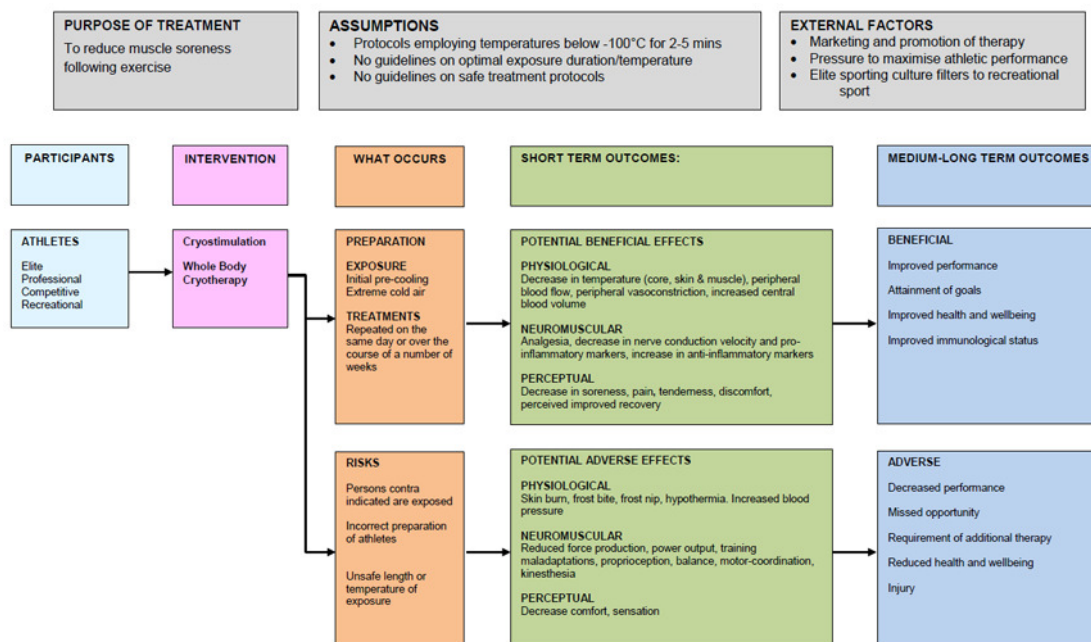 PURPOSE OF TREATMENT
To reduce muscle soreness
following exercise
ASSUMPTIONS
• Protocols employing temperatures below -100°C for 2-5 mins
• No guidelines on optimal exposure duration/temperature
• No guidelines on safe treatment protocols
EXTERNAL FACTORS
• Marketing and promotion of therapy
• Pressure to maximise athletic performance
• Elite sporting culture filters to recreational
sport
PARTICIPANTS
INTERVENTION
WHAT OCCURS
SHORT TERM OUTCOMES:
MEDIUM-LONG TERM OUTCOMES
ATHLETES
Elite
Professional
Competitive
Recreational
Cryostimulation
Whole Body
Cryotherapy
PREPARATION
EXPOSURE
Initial pre-cooling
Extreme cold air
TREATMENTS
Repeated on the
same day or over the
course of a number of
weeks
POTENTIAL BENEFICIAL EFFECTS
PHYSIOLOGICAL
Decrease in temperature (core, skin & muscle), peripheral
blood flow, peripheral vasoconstriction, increased central
blood volume
NEUROMUSCULAR
Analgesia, decrease in nerve conduction velocity and pro-
inflammatory markers, increase in anti-inflammatory markers
PERCEPTUAL
Decrease in soreness, pain, tenderness, discomfort,
perceived improved recovery
BENEFICIAL
Improved performance
Attainment of goals
Improved health and wellbeing
Improved immunological status
RISKS
Persons contra
indicated are exposed
Incorrect preparation
of athletes
Unsafe length or
temperature of
exposure
POTENTIAL ADVERSE EFFECTS
PHYSIOLOGICAL
Skin burn, frost bite, frost nip, hypothermia. Increased blood
pressure
NEUROMUSCULAR
Reduced force production, power output, training
maladaptations, proprioception, balance, motor-coordination,
kinesthesia
PERCEPTUAL
Decrease comfort, sensation
ADVERSE
Decreased performance
Missed opportunity
Requirement of additional therapy
Reduced health and wellbeing
Injury